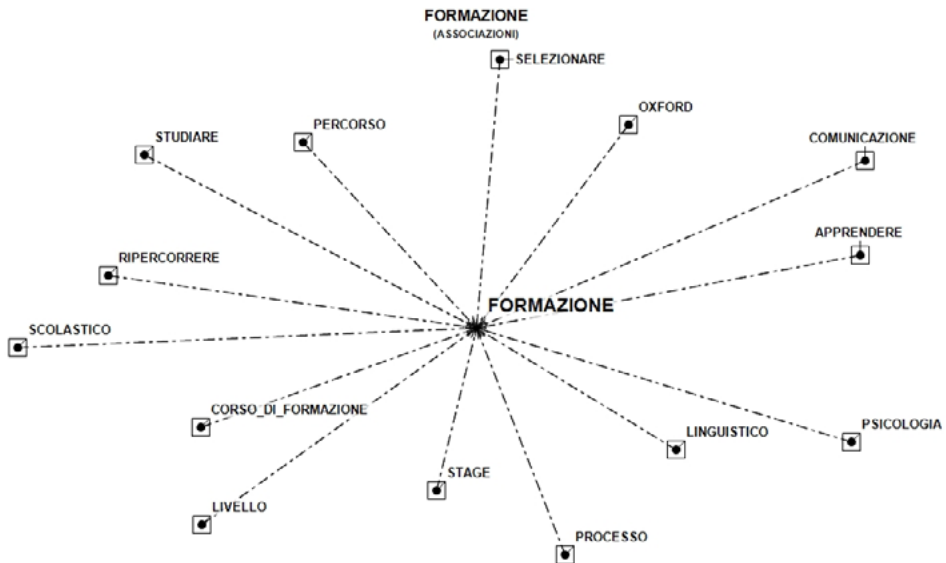 FORMAZIONE
(ASSOCIAZIONI)
SELEZIONARE
OXFORD
PERCORSO
STUDIARE
COMUNICAZIONE
APPRENDERE
RIPERCORRERE
FORMAZIONE
SCOLASTICO
CORSO_DI_FORMAZIONE
PSICOLOGIA
LINGUISTICO
STAGE
LIVELLO
PROCESSO